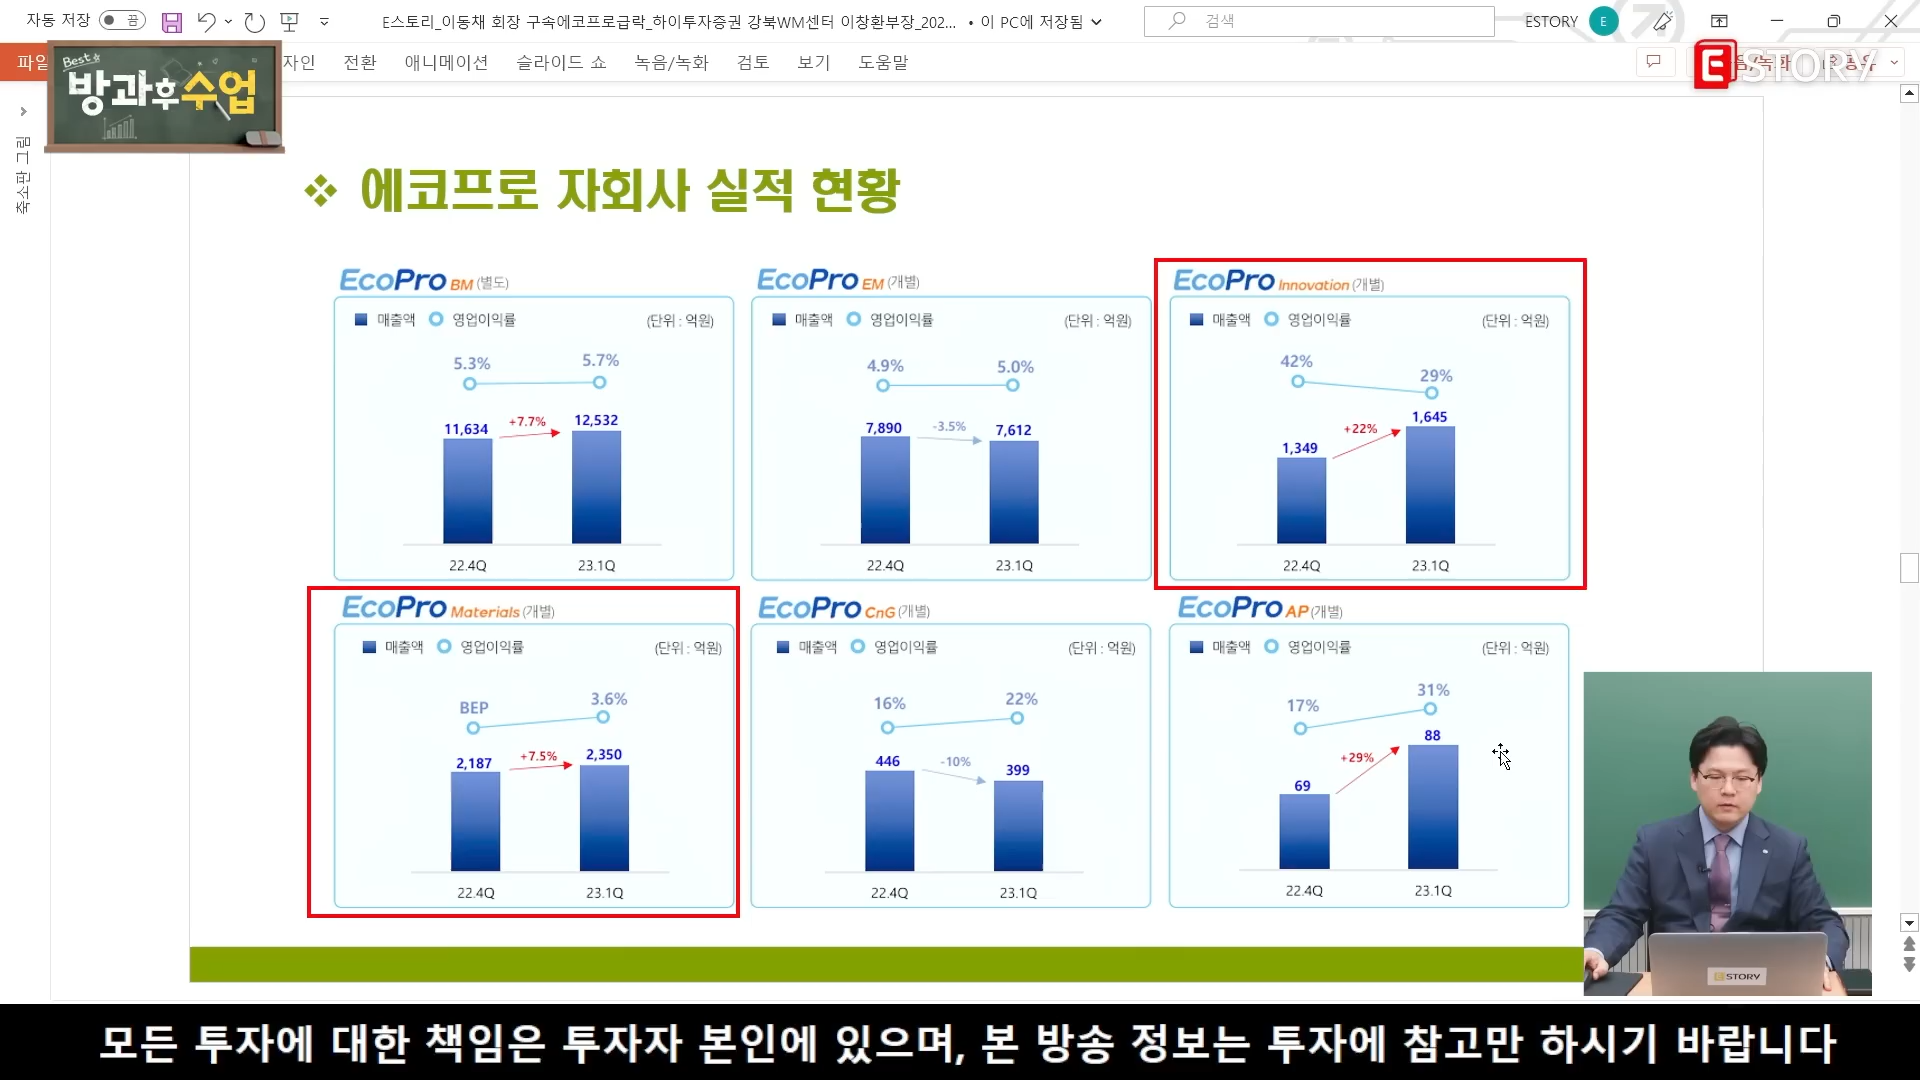 자동 저장 끔 E스토리_이동채 회장 구속에코프로급락_하이투자증권 강북WM센터 이창환부장_202... • 이 PC에 저장됨 검색 ESTORY E
파일 자인 전환 애니메이션 슬라이드 쇼 녹음/녹화 검토 보기 도움말
ESTORY
Best
방과후수업
축소판 그림
❖ 에코프로 자회사 실적 현황
EcoPro BM (별도)
매출액 영업이익률 (단위 : 억원)
5.3% 5.7%
11,634 +7.7% 12,532
22.4Q 23.1Q
EcoPro EM (개별)
매출액 영업이익률 (단위 : 억원)
4.9% 5.0%
7,890 -3.5% 7,612
22.4Q 23.1Q
EcoPro Innovation (개별)
매출액 영업이익률 (단위 : 억원)
42% 29%
1,349 +22% 1,645
22.4Q 23.1Q
EcoPro Materials (개별)
매출액 영업이익률 (단위 : 억원)
BEP 3.6%
2,187 +7.5% 2,350
22.4Q 23.1Q
EcoPro CnG (개별)
매출액 영업이익률 (단위 : 억원)
16% 22%
446 -10% 399
22.4Q 23.1Q
EcoPro AP (개별)
매출액 영업이익률 (단위 : 억원)
17% 31%
69 +29% 88
22.4Q 23.1Q
ESTORY
모든 투자에 대한 책임은 투자자 본인에 있으며, 본 방송 정보는 투자에 참고만 하시기 바랍니다